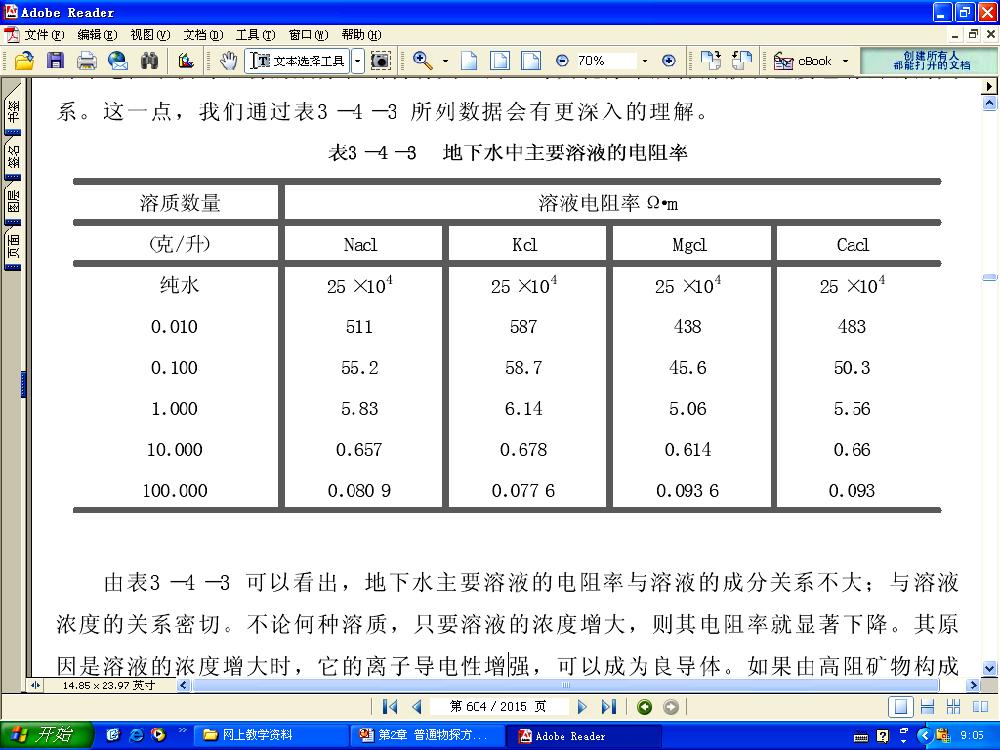 Adobe Reader
文件(F) 编辑(E) 视图(V) 文档(D) 工具(T) 窗口(W) 帮助(H)
文本选择工具 70% eBook 创建所有人
都能打开的文档
书签
签名
图层
页面
系。这一点，我们通过表3－4－3 所列数据会有更深入的理解。
表3－4－3 地下水中主要溶液的电阻率
溶质数量 溶液电阻率 Ω•m
(克/升) Nacl Kcl Mgcl Cacl
纯水 25 ×10⁴ 25 ×10⁴ 25 ×10⁴ 25 ×10⁴
0.010 511 587 438 483
0.100 55.2 58.7 45.6 50.3
1.000 5.83 6.14 5.06 5.56
10.000 0.657 0.678 0.614 0.66
100.000 0.080 9 0.077 6 0.093 6 0.093
由表3－4－3 可以看出，地下水主要溶液的电阻率与溶液的成分关系不大；与溶液
浓度的关系密切。不论何种溶质，只要溶液的浓度增大，则其电阻率就显著下降。其原
因是溶液的浓度增大时，它的离子导电性增强，可以成为良导体。如果由高阻矿物构成
14.85 x 23.97 英寸
第 604 / 2015 页
开始 网上教学资料 第2章 普通物探方... Adobe Reader 9:05